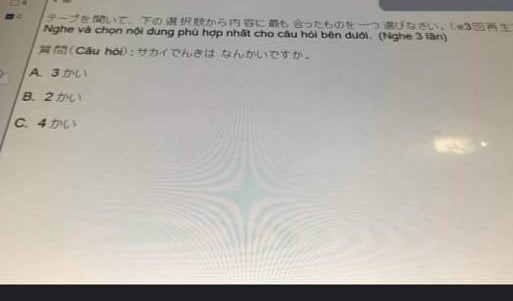 テープを聞いて、下の選択肢から内容に最も合ったものを一つ選びなさい。(※3回再生
Nghe và chọn nội dung phù hợp nhất cho câu hỏi bên dưới. (Nghe 3 lần)
質問(Câu hỏi):サカイでんきは なんかいですか。
A. 3かい
B. 2かい
C. 4かい